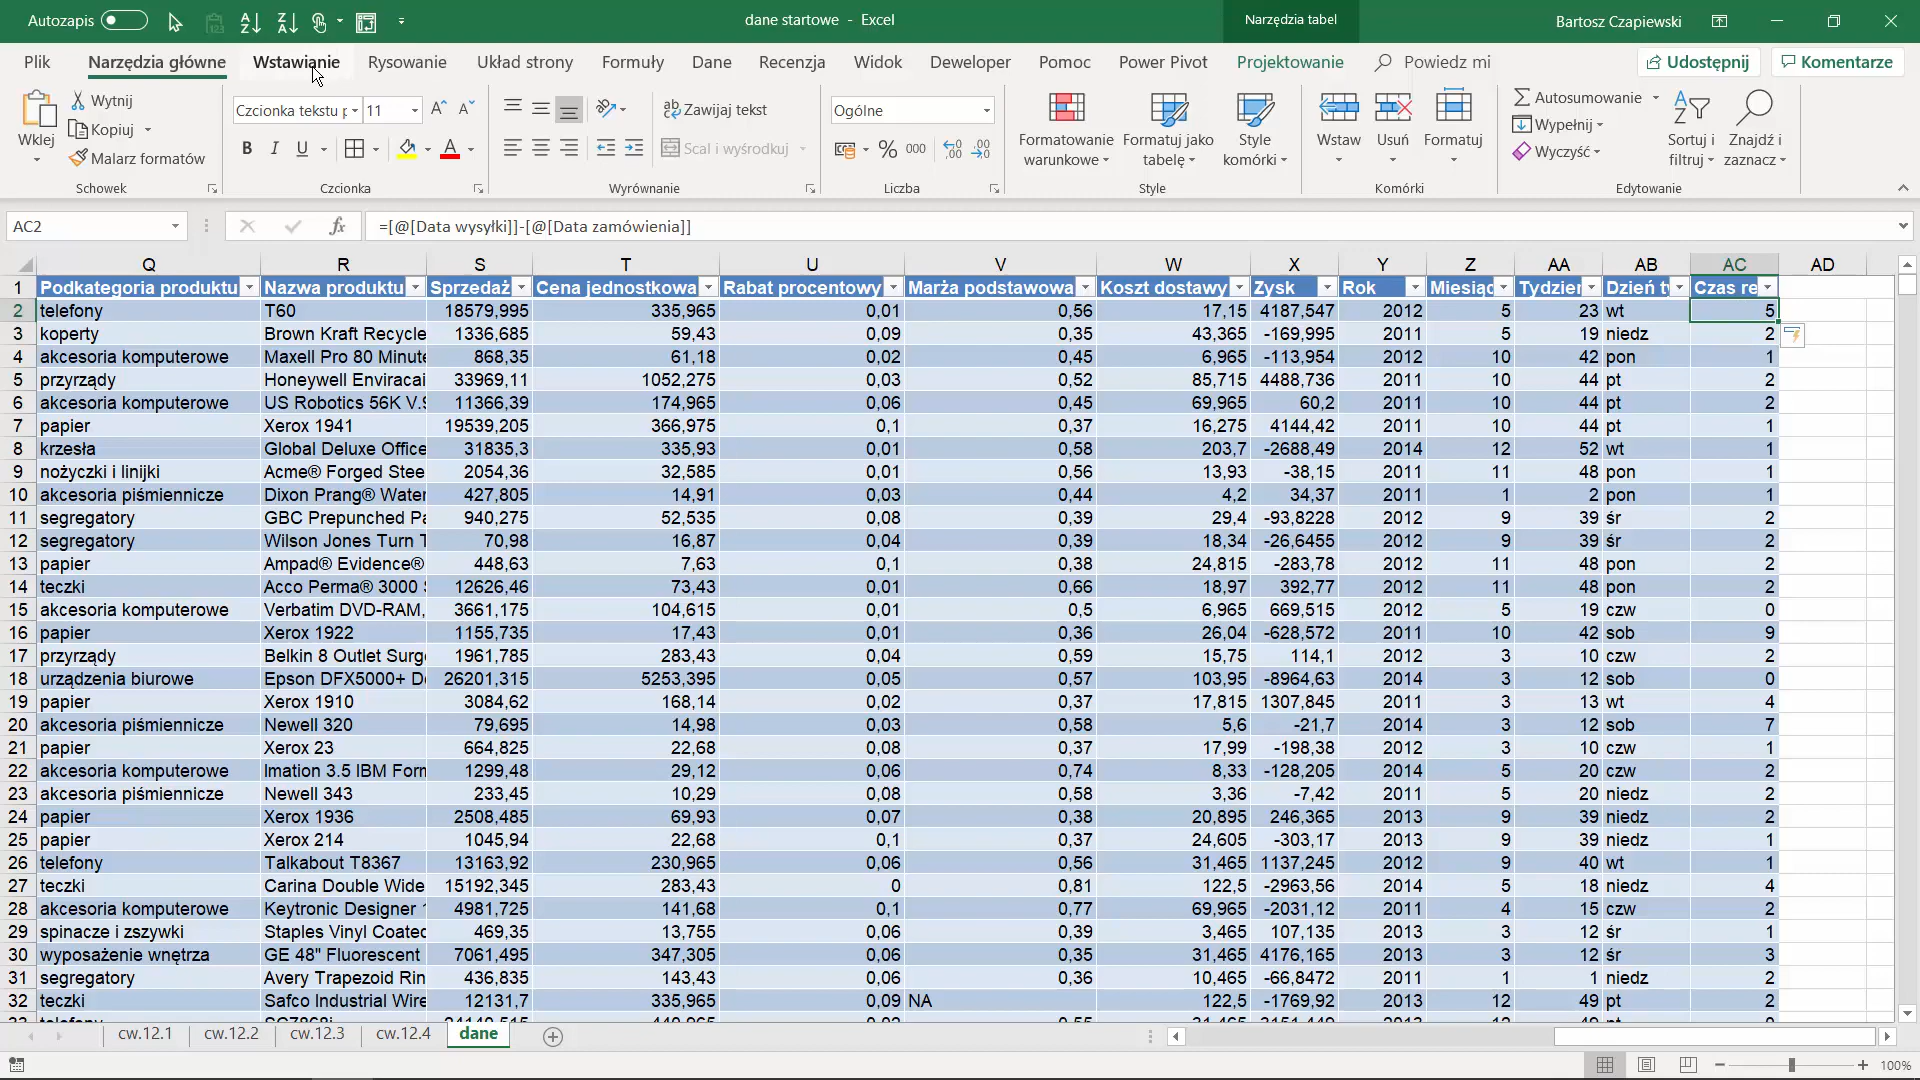 Autozapis
dane startowe - Excel
Narzędzia tabel
Bartosz Czapiewski
Plik Narzędzia główne Wstawianie Rysowanie Układ strony Formuły Dane Recenzja Widok Deweloper Pomoc Power Pivot Projektowanie Powiedz mi Udostępnij Komentarze
Wklej
Wytnij
Kopiuj
Malarz formatów
Schowek
Czcionka tekstu 11
B I U A
Czcionka
Zawijaj tekst
Scal i wyśrodkuj
Wyrównanie
Ogólne
% 000
Liczba
Formatowanie warunkowe
Formatuj jako tabelę
Style komórki
Style
Wstaw Usuń Formatuj
Komórki
Autosumowanie
Wypełnij
Wyczyść
Sortuj i filtruj
Znajdź i zaznacz
Edytowanie
AC2 fx =[@[Data wysyłki]]-[@[Data zamówienia]]
Q R S T U V W X Y Z AA AB AC AD
1 Podkategoria produktu Nazwa produktu Sprzedaż Cena jednostkowa Rabat procentowy Marża podstawowa Koszt dostawy Zysk Rok Miesiąc Tydzień Dzień ty Czas re
2 telefony T60 18579,995 335,965 0,01 0,56 17,15 4187,547 2012 5 23 wt 5
3 koperty Brown Kraft Recycle 1336,685 59,43 0,09 0,35 43,365 -169,995 2011 5 19 niedz 2
4 akcesoria komputerowe Maxell Pro 80 Minute 868,35 61,18 0,02 0,45 6,965 -113,954 2012 10 42 pon 1
5 przyrządy Honeywell Enviracai 33969,11 1052,275 0,03 0,52 85,715 4488,736 2011 10 44 pt 2
6 akcesoria komputerowe US Robotics 56K V.9 11366,39 174,965 0,06 0,45 69,965 60,2 2011 10 44 pt 2
7 papier Xerox 1941 19539,205 366,975 0,1 0,37 16,275 4144,42 2011 10 44 pt 1
8 krzesła Global Deluxe Office 31835,3 335,93 0,01 0,58 203,7 -2688,49 2014 12 52 wt 1
9 nożyczki i linijki Acme® Forged Stee 2054,36 32,585 0,01 0,56 13,93 -38,15 2011 11 48 pon 1
10 akcesoria piśmiennicze Dixon Prang® Water 427,805 14,91 0,03 0,44 4,2 34,37 2011 1 2 pon 1
11 segregatory GBC Prepunched Pa 940,275 52,535 0,08 0,39 29,4 -93,8228 2012 9 39 śr 2
12 segregatory Wilson Jones Turn T 70,98 16,87 0,04 0,39 18,34 -26,6455 2012 9 39 śr 2
13 papier Ampad® Evidence® 448,63 7,63 0,1 0,38 24,815 -283,78 2012 11 48 pon 2
14 teczki Acco Perma® 3000 12626,46 73,43 0,01 0,66 18,97 392,77 2012 11 48 pon 2
15 akcesoria komputerowe Verbatim DVD-RAM, 3661,175 104,615 0,01 0,5 6,965 669,515 2012 5 19 czw 0
16 papier Xerox 1922 1155,735 17,43 0,01 0,36 26,04 -628,572 2011 10 42 sob 9
17 przyrządy Belkin 8 Outlet Surg 1961,785 283,43 0,04 0,59 15,75 114,1 2012 3 10 czw 2
18 urządzenia biurowe Epson DFX5000+ D 26201,315 5253,395 0,05 0,57 103,95 -8964,63 2014 3 12 sob 0
19 papier Xerox 1910 3084,62 168,14 0,02 0,37 17,815 1307,845 2011 3 13 wt 4
20 akcesoria piśmiennicze Newell 320 79,695 14,98 0,03 0,58 5,6 -21,7 2014 3 12 sob 7
21 papier Xerox 23 664,825 22,68 0,08 0,37 17,99 -198,38 2012 3 10 czw 1
22 akcesoria komputerowe Imation 3.5 IBM Form 1299,48 29,12 0,06 0,74 8,33 -128,205 2014 5 20 czw 2
23 akcesoria piśmiennicze Newell 343 233,45 10,29 0,08 0,58 3,36 -7,42 2011 5 20 niedz 2
24 papier Xerox 1936 2508,485 69,93 0,07 0,38 20,895 246,365 2013 9 39 niedz 2
25 papier Xerox 214 1045,94 22,68 0,1 0,37 24,605 -303,17 2013 9 39 niedz 1
26 telefony Talkabout T8367 13163,92 230,965 0,06 0,56 31,465 1137,245 2012 9 40 wt 1
27 teczki Carina Double Wide 15192,345 283,43 0 0,81 122,5 -2963,56 2014 5 18 niedz 4
28 akcesoria komputerowe Keytronic Designer 4981,725 141,68 0,1 0,77 69,965 -2031,12 2011 4 15 czw 2
29 spinacze i zszywki Staples Vinyl Coated 469,35 13,755 0,06 0,39 3,465 107,135 2013 3 12 śr 1
30 wyposażenie wnętrza GE 48" Fluorescent 7061,495 347,305 0,06 0,35 31,465 4176,165 2013 3 12 śr 3
31 segregatory Avery Trapezoid Rin 436,835 143,43 0,06 0,36 10,465 -66,8472 2011 1 1 niedz 2
32 teczki Safco Industrial Wire 12131,7 335,965 0,09 NA 122,5 -1769,92 2013 12 49 pt 2
cw.12.1 cw.12.2 cw.12.3 cw.12.4 dane
100%